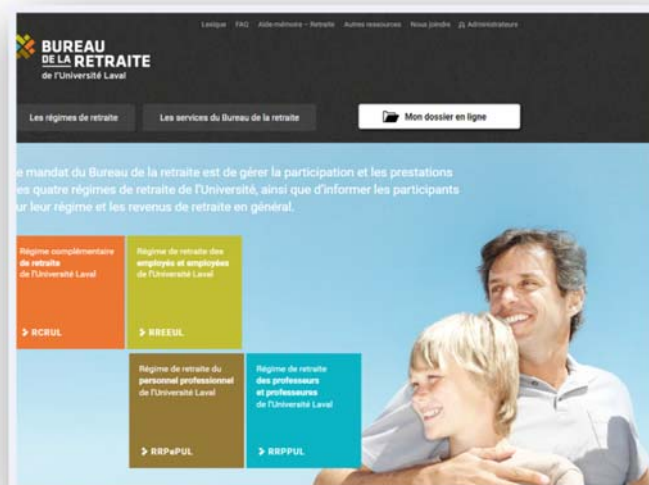 Lexique FAQ Aide-mémoire – Retraite Autres ressources Nous joindre Administrateurs
BUREAU
DE LA RETRAITE
de l'Université Laval
Les régimes de retraite Les services du Bureau de la retraite Mon dossier en ligne
e mandat du Bureau de la retraite est de gérer la participation et les prestations
es quatre régimes de retraite de l'Université, ainsi que d'informer les participants
ur leur régime et les revenus de retraite en général.
Régime complémentaire
de retraite
de l'Université Laval
RCRUL
Régime de retraite des
employés et employées
de l'Université Laval
RREEUL
Régime de retraite du
personnel professionnel
de l'Université Laval
RRPePUL
Régime de retraite
des professeurs
et professeures
de l'Université Laval
RRPPUL